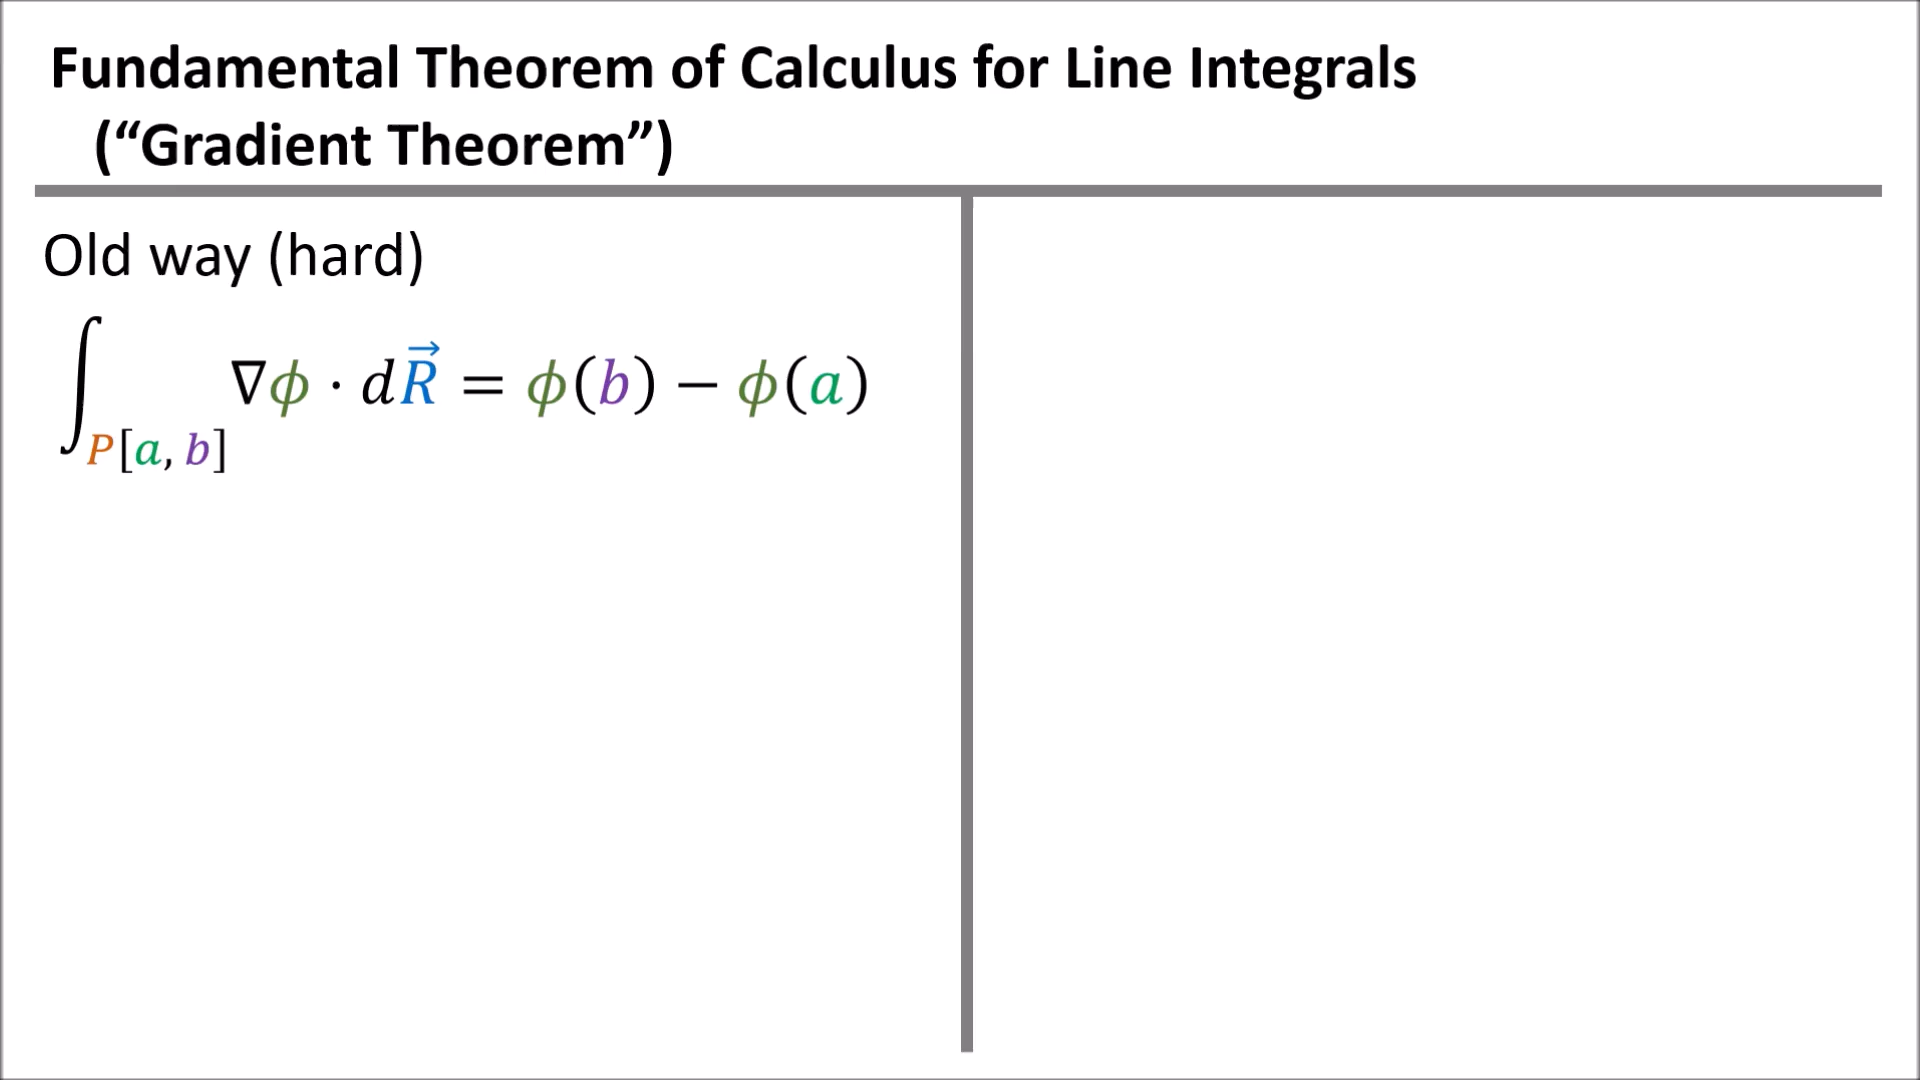 Fundamental Theorem of Calculus for Line Integrals
(“Gradient Theorem”)
Old way (hard)
∫P[a, b] ∇ϕ · dR⃗ = ϕ(b) − ϕ(a)